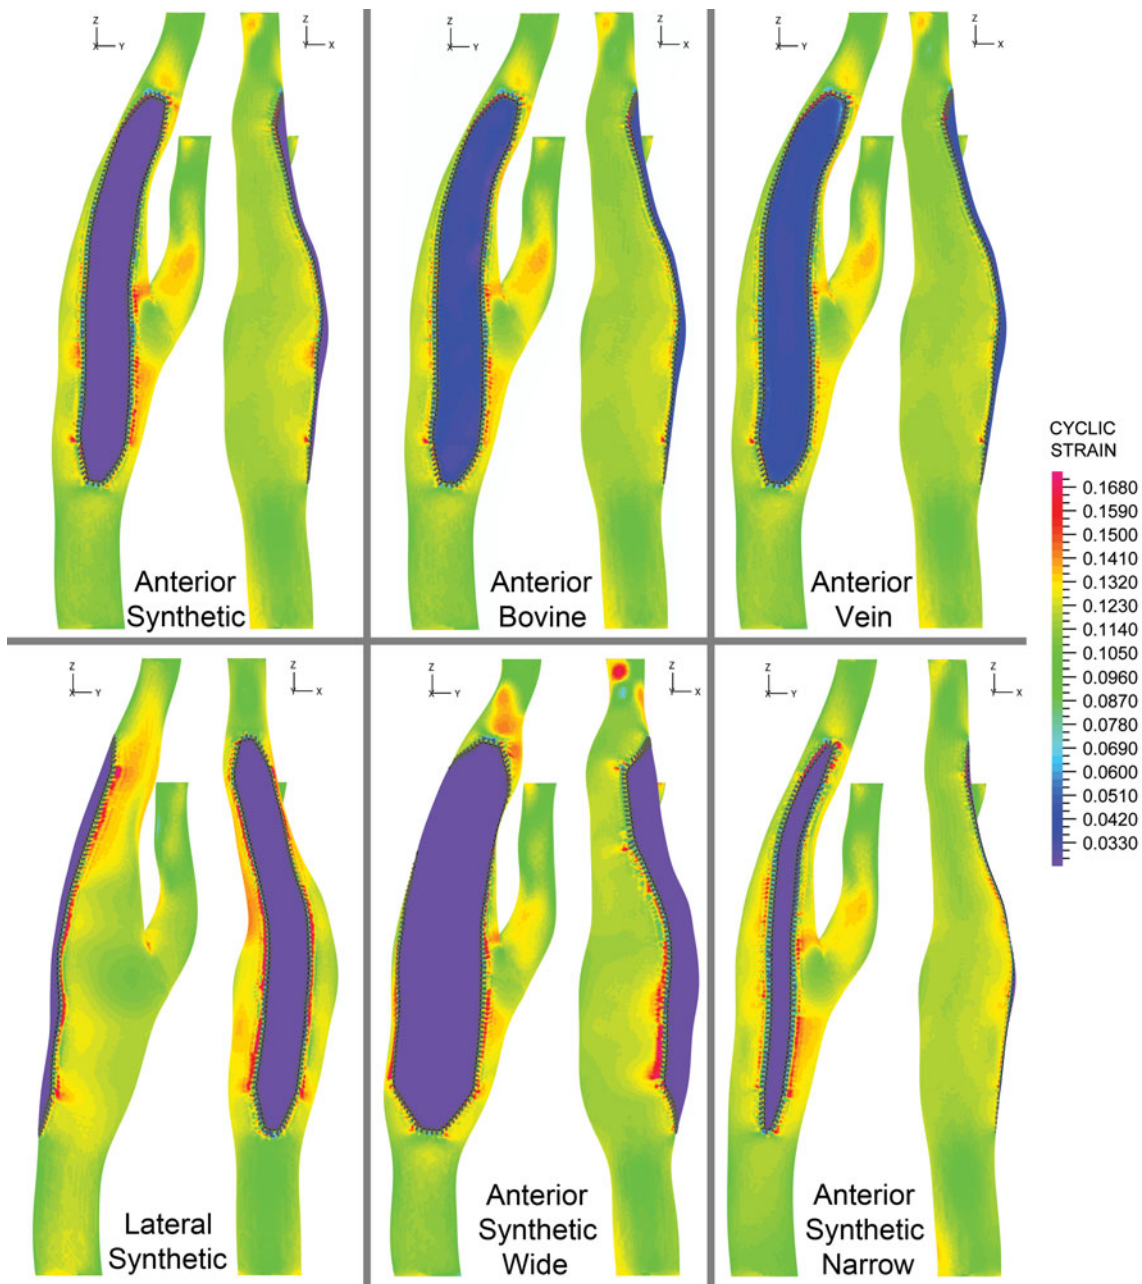 Z
X Y
Z
Y X
Z
X Y
Z
Y X
Z
X Y
Z
Y X
Anterior
Synthetic
Anterior
Bovine
Anterior
Vein
CYCLIC
STRAIN
0.1680
0.1590
0.1500
0.1410
0.1320
0.1230
0.1140
0.0960
0.0870
0.0780
0.0690
0.0600
0.0510
0.0420
0.0330
Z
X Y
Z
Y X
Z
X Y
Z
Y X
Z
X Y
Z
Y X
Lateral
Synthetic
Anterior
Synthetic
Wide
Anterior
Synthetic
Narrow